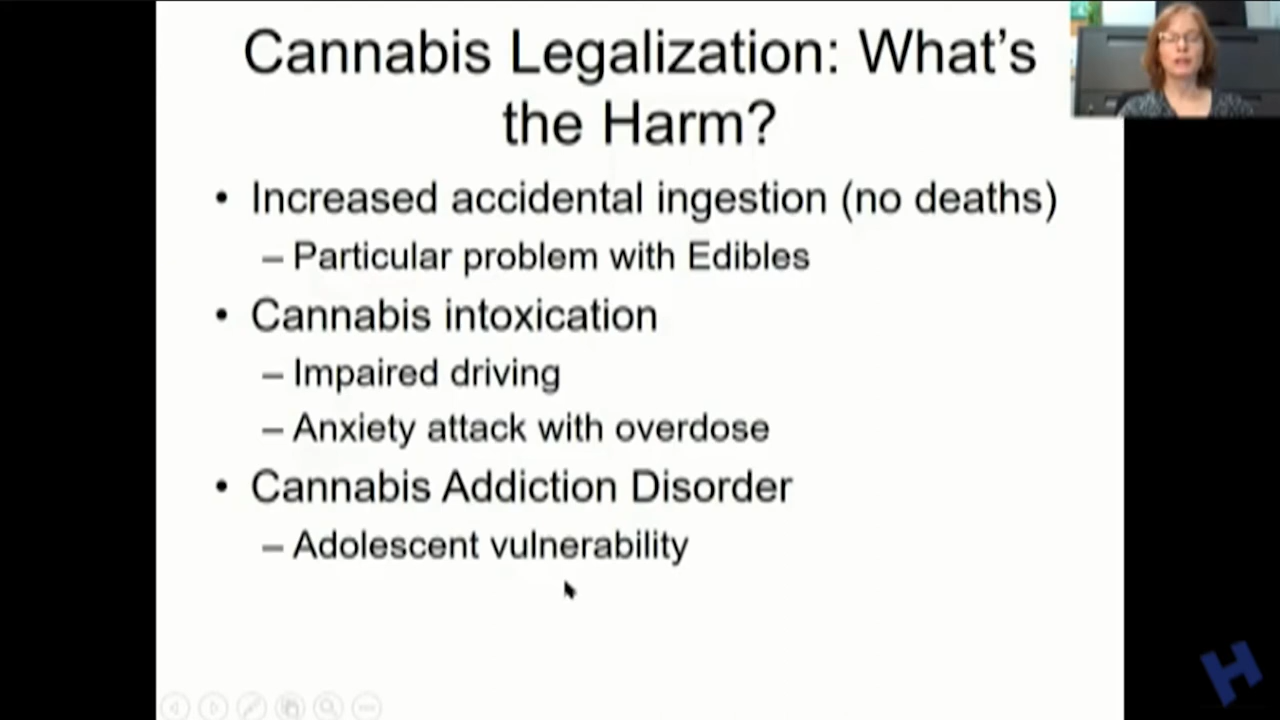 Cannabis Legalization: What's
the Harm?
• Increased accidental ingestion (no deaths)
– Particular problem with Edibles
• Cannabis intoxication
– Impaired driving
– Anxiety attack with overdose
• Cannabis Addiction Disorder
– Adolescent vulnerability
H